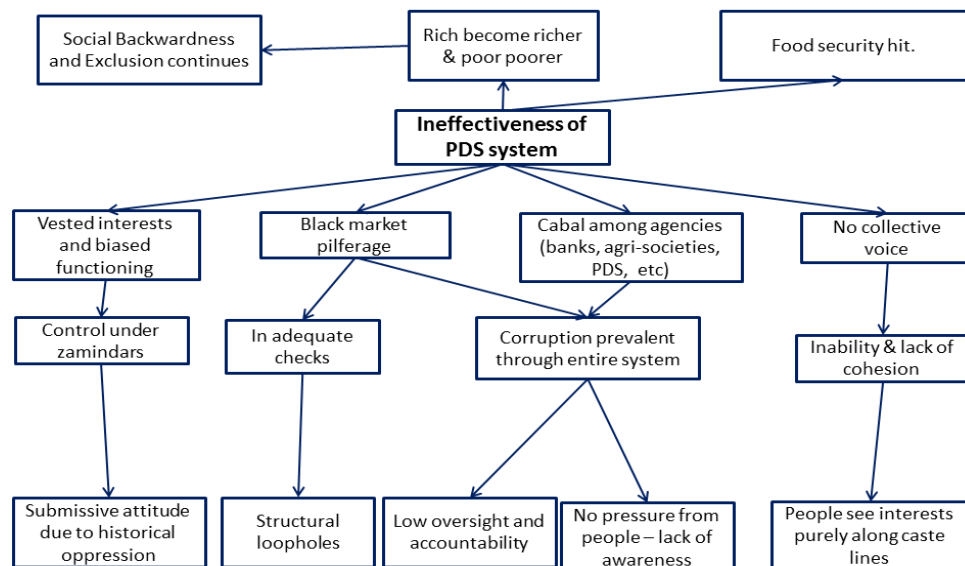 Social Backwardness
and Exclusion continues
Rich become richer
& poor poorer
Food security hit.
Ineffectiveness of
PDS system
Vested interests
and biased
functioning
Black market
pilferage
Cabal among agencies
(banks, agri-societies,
PDS,  etc)
No collective
voice
Control under
zamindars
In adequate
checks
Corruption prevalent
through entire system
Inability & lack of
cohesion
Submissive attitude
due to historical
oppression
Structural
loopholes
Low oversight and
accountability
No pressure from
people – lack of
awareness
People see interests
purely along caste
lines